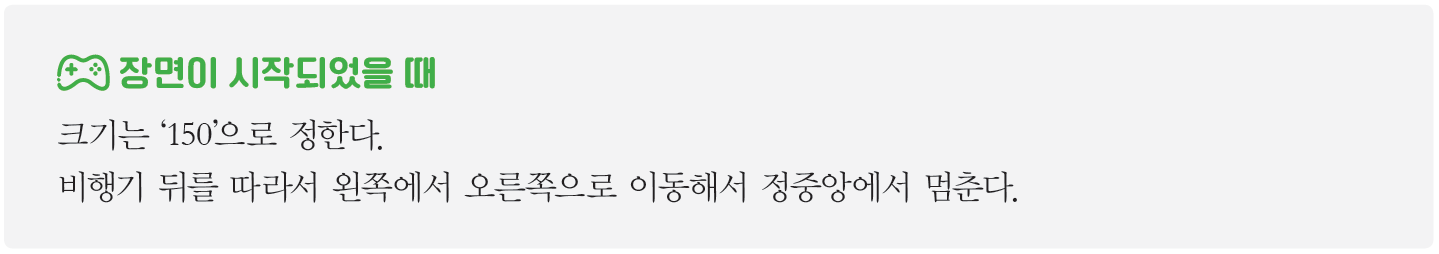 장면이 시작되었을 때
크기는 ‘150’으로 정한다.
비행기 뒤를 따라서 왼쪽에서 오른쪽으로 이동해서 정중앙에서 멈춘다.